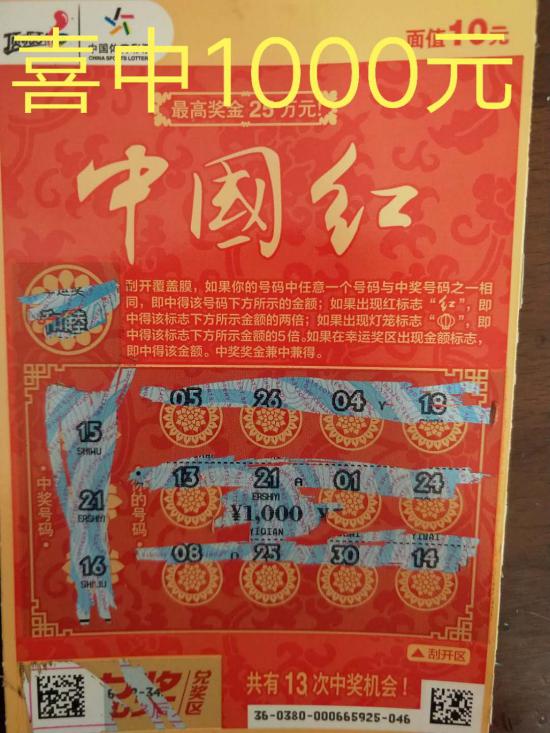 中国体育彩票
CHINA SPORTS LOTTERY
面值10元
喜中1000元
最高奖金25万元!
中國红
刮开覆盖膜，如果你的号码中任意一个号码与中奖号码之一相
同，即中得该号码下方所示的金额；如果出现红标志“红”，即
中得该标志下方所示金额的两倍；如果出现灯笼标志“”，即
中得该标志下方所示金额的5倍。如果在幸运奖区出现金额标志，
即中得该金额。中奖奖金兼中兼得。
05 26 04 18
15
SHIWU
13 21 01 24
ERSHIYI
21
ERSHIYI
¥1,000
YIQIAN
中奖号码
你的号码
08 25 30 14
16
SHILIU
刮开区
兑奖区
共有13次中奖机会！
36-0380-000665925-046